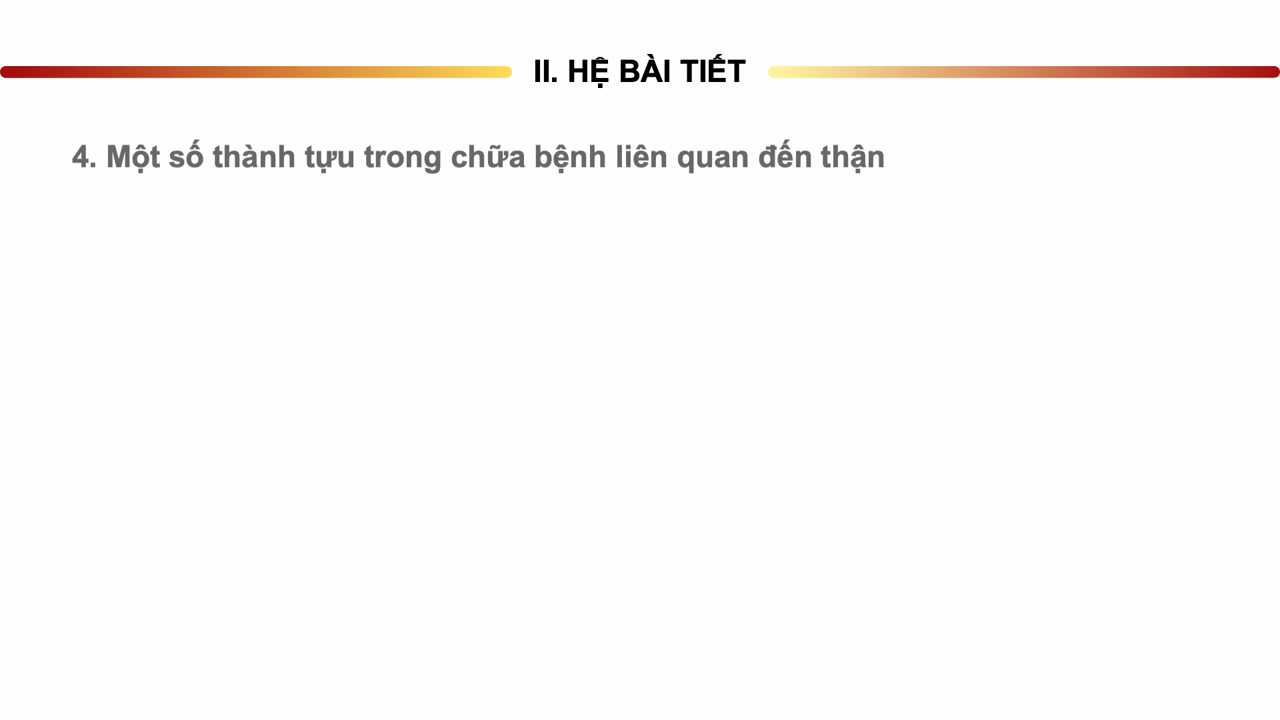 II. HỆ BÀI TIẾT
4. Một số thành tựu trong chữa bệnh liên quan đến thận